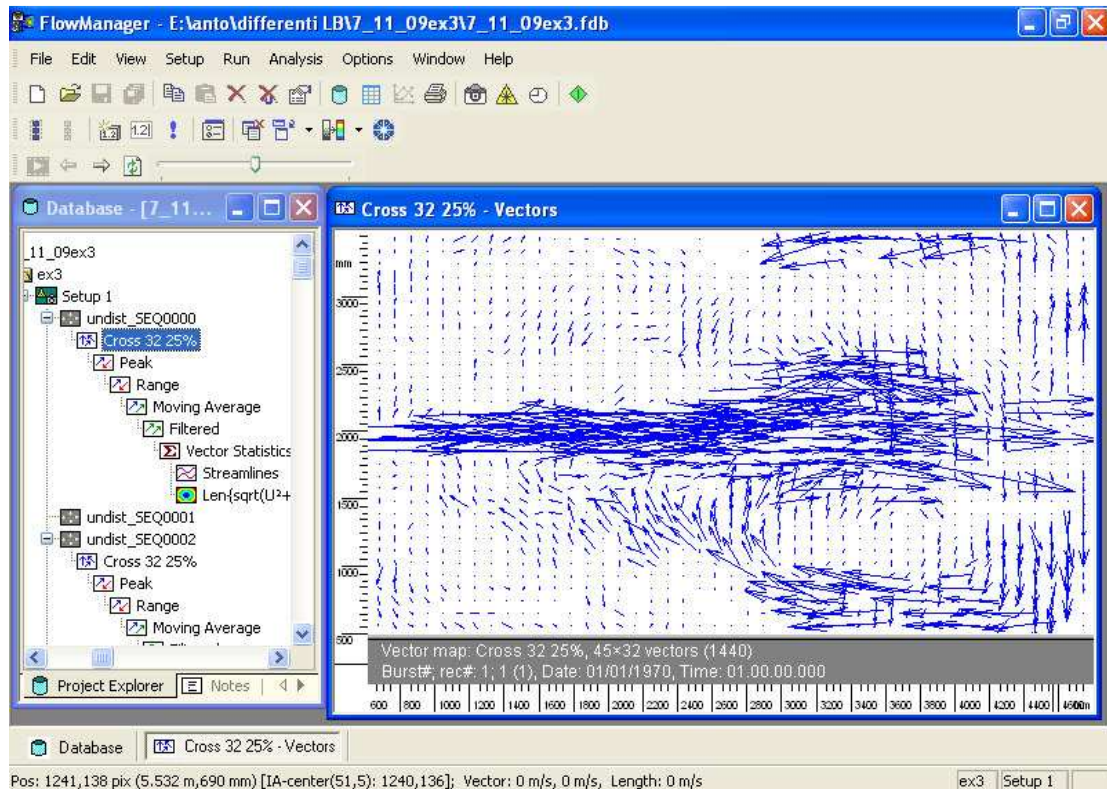 FlowManager - E:\anto\differenti LB\7_11_09ex3\7_11_09ex3.fdb
File Edit View Setup Run Analysis Options Window Help
Database - [7_11...
_11_09ex3
ex3
Setup 1
undist_SEQ0000
Cross 32 25%
Peak
Range
Moving Average
Filtered
Vector Statistics
Streamlines
Len{sqrt(U²+
undist_SEQ0001
undist_SEQ0002
Cross 32 25%
Peak
Range
Moving Average
Project Explorer Notes
Cross 32 25% - Vectors
mm
3000
2500
2000
1500
1000
500
Vector map: Cross 32 25%, 45×32 vectors (1440)
Burst#; rec#: 1; 1 (1), Date: 01/01/1970, Time: 01.00.00.000
600 800 1000 1200 1400 1600 1800 2000 2200 2400 2600 2800 3000 3200 3400 3600 3800 4000 4200 4400
Database Cross 32 25% - Vectors
Pos: 1241,138 pix (5.532 m,690 mm) [IA-center(51,5): 1240,136]; Vector: 0 m/s, 0 m/s, Length: 0 m/s ex3 Setup 1